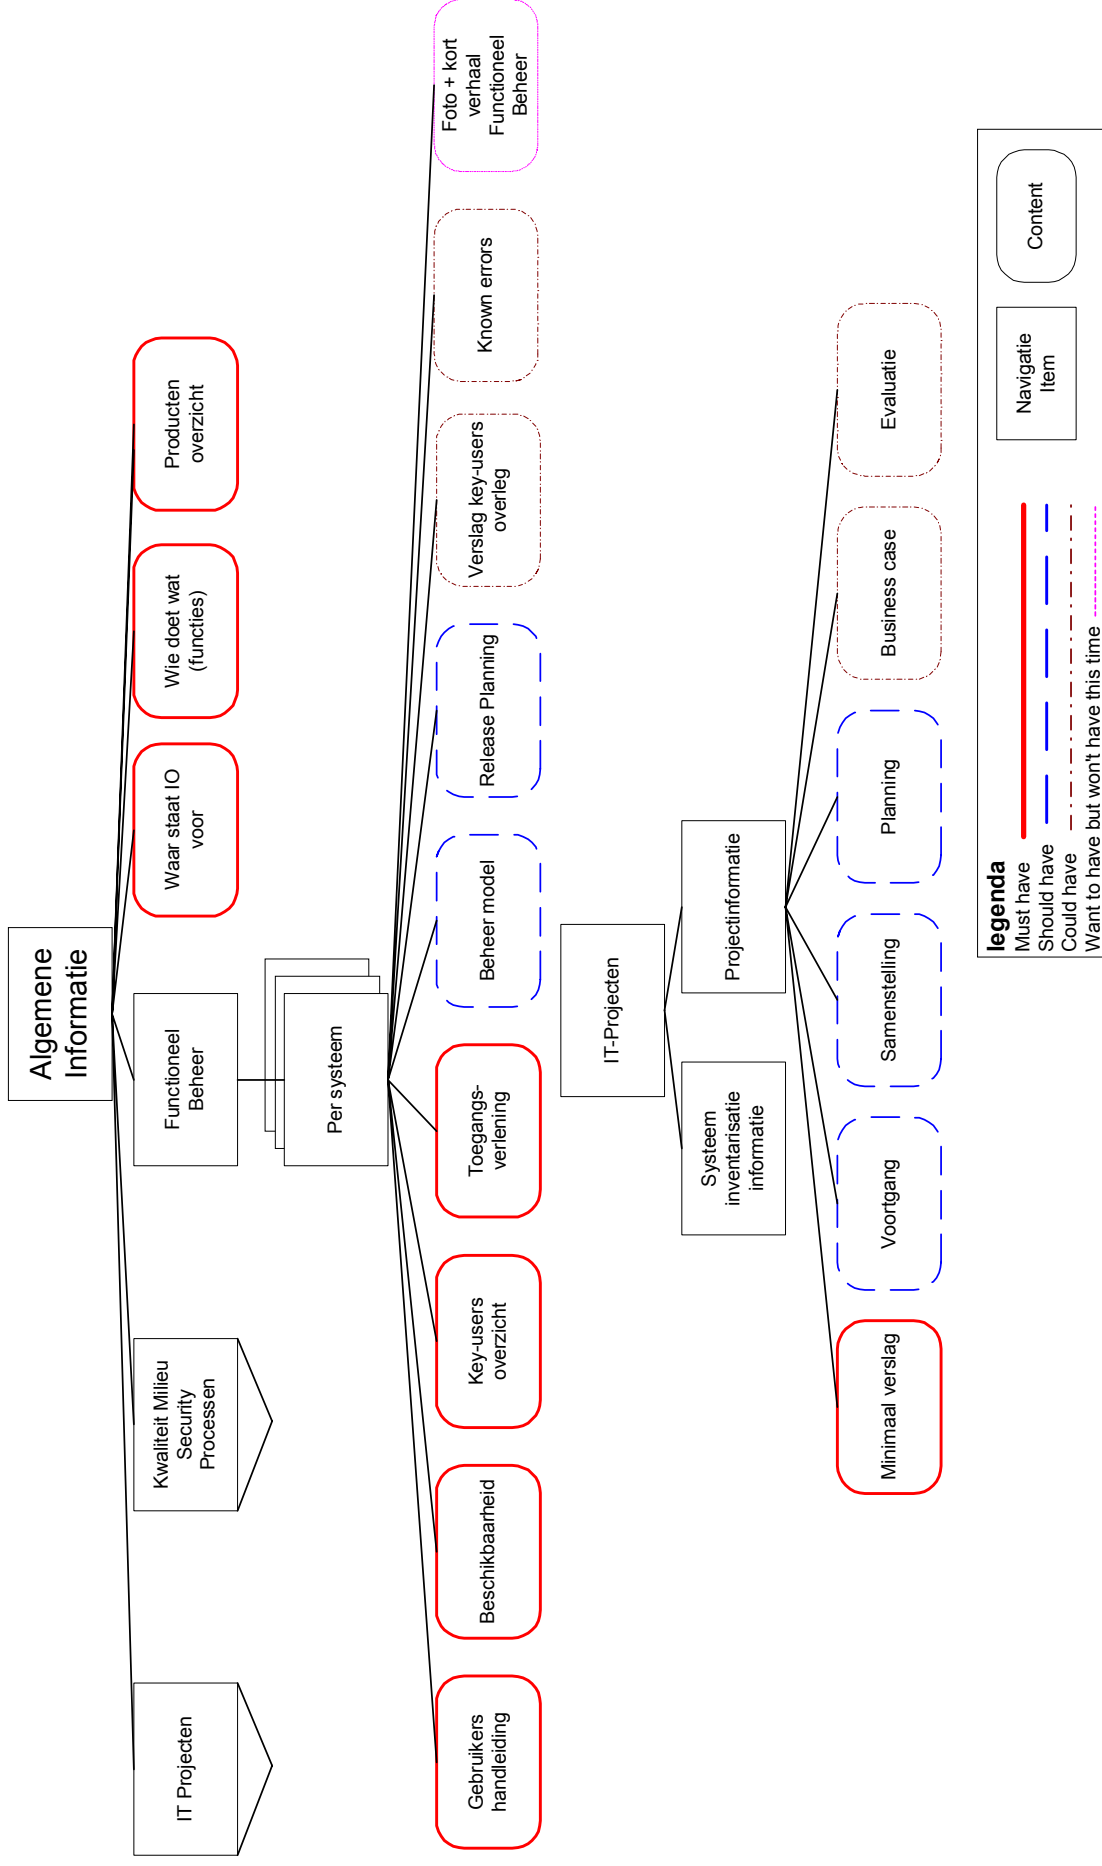 Algemene
Informatie
IT Projecten
Kwaliteit Milieu
Security
Processen
Functioneel
Beheer
Waar staat IO
voor
Wie doet wat
(functies)
Producten
overzicht
Per systeem
Gebruikers
handleiding
Beschikbaarheid
Key-users
overzicht
Toegangs-
verlening
Beheer model
Release Planning
Verslag key-users
overleg
Known errors
Foto + kort
verhaal
Functioneel
Beheer
IT-Projecten
Systeem
inventarisatie
informatie
Projectinformatie
Minimaal verslag
Voortgang
Samenstelling
Planning
Business case
Evaluatie
legenda
Must have
Should have
Could have
Want to have but won't have this time
Navigatie
Item
Content